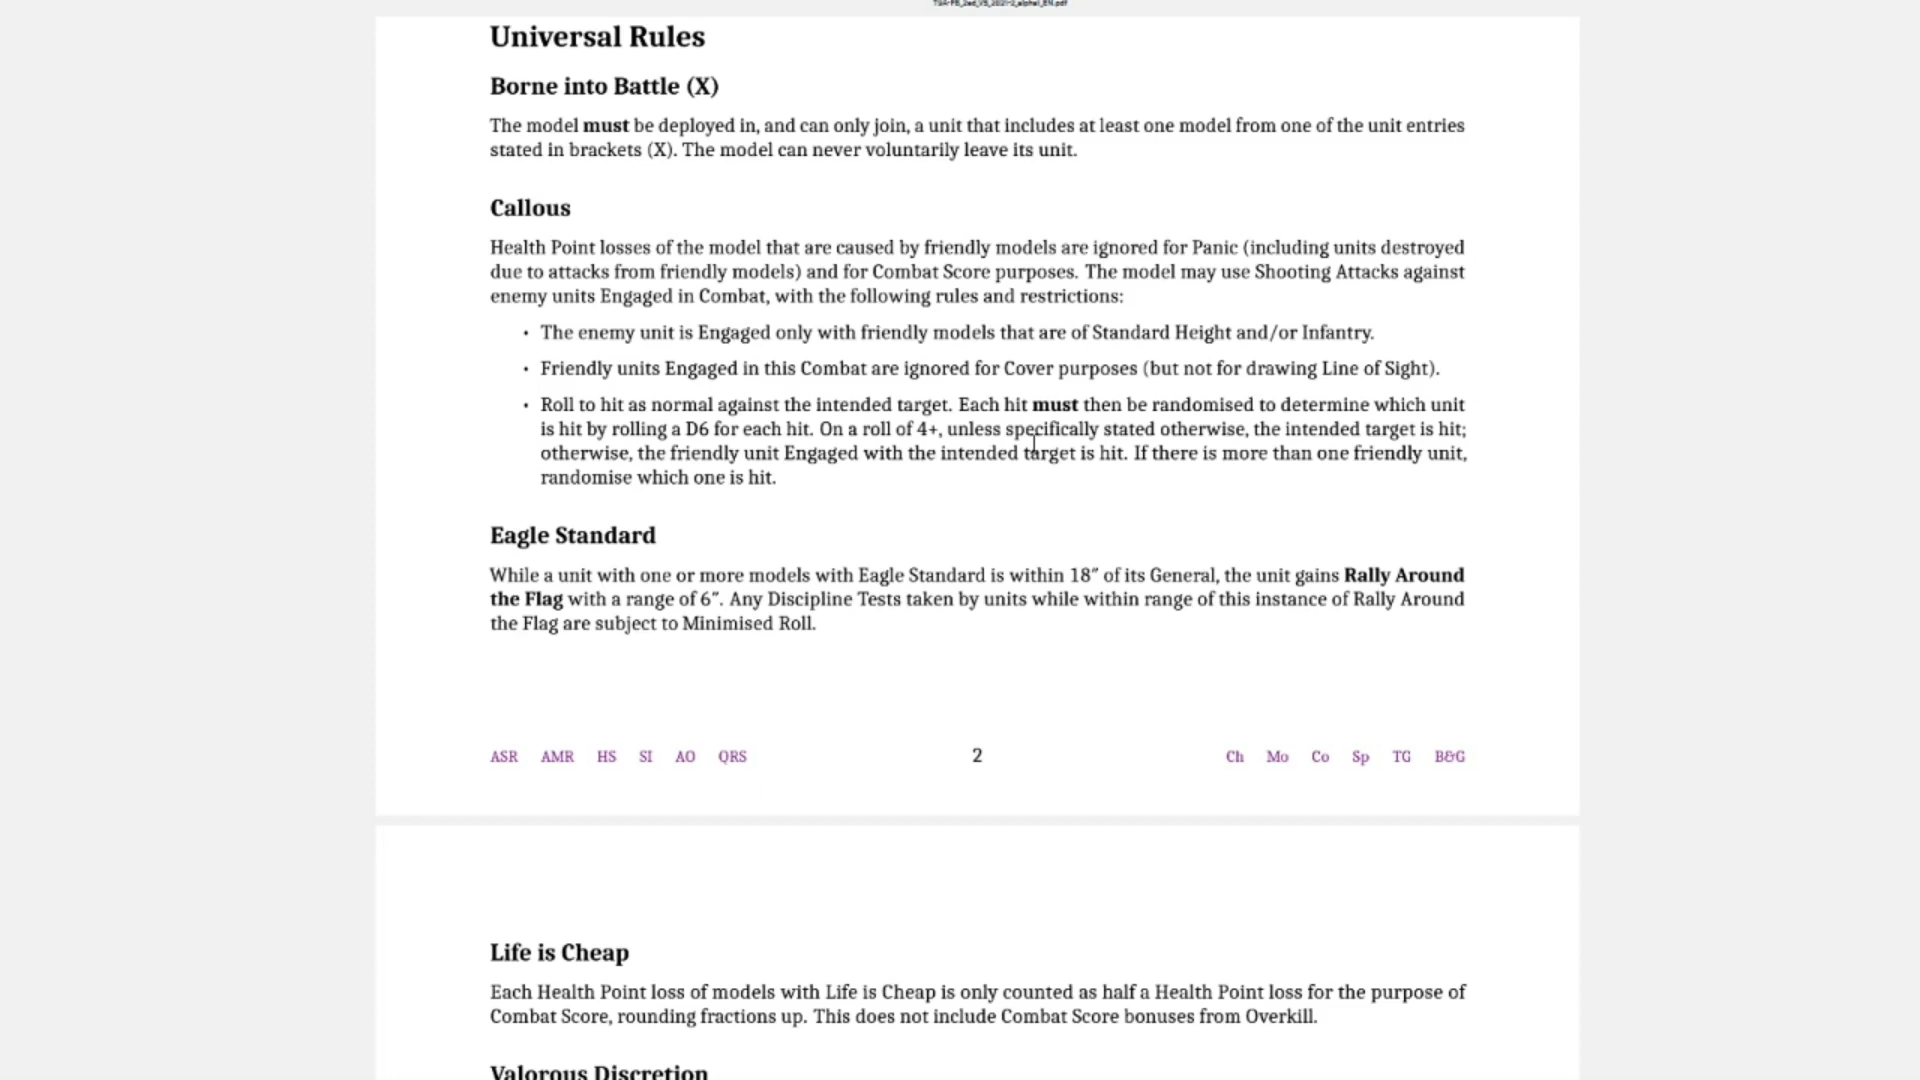 Universal Rules
Borne into Battle (X)
The model must be deployed in, and can only join, a unit that includes at least one model from one of the unit entries
stated in brackets (X). The model can never voluntarily leave its unit.
Callous
Health Point losses of the model that are caused by friendly models are ignored for Panic (including units destroyed
due to attacks from friendly models) and for Combat Score purposes. The model may use Shooting Attacks against
enemy units Engaged in Combat, with the following rules and restrictions:
• The enemy unit is Engaged only with friendly models that are of Standard Height and/or Infantry.
• Friendly units Engaged in this Combat are ignored for Cover purposes (but not for drawing Line of Sight).
• Roll to hit as normal against the intended target. Each hit must then be randomised to determine which unit
is hit by rolling a D6 for each hit. On a roll of 4+, unless specifically stated otherwise, the intended target is hit;
otherwise, the friendly unit Engaged with the intended target is hit. If there is more than one friendly unit,
randomise which one is hit.
Eagle Standard
While a unit with one or more models with Eagle Standard is within 18″ of its General, the unit gains Rally Around
the Flag with a range of 6″. Any Discipline Tests taken by units while within range of this instance of Rally Around
the Flag are subject to Minimised Roll.
ASR AMR HS SI AO QRS 2 Ch Mo Co Sp TG B&G
Life is Cheap
Each Health Point loss of models with Life is Cheap is only counted as half a Health Point loss for the purpose of
Combat Score, rounding fractions up. This does not include Combat Score bonuses from Overkill.
Valorous Discretion